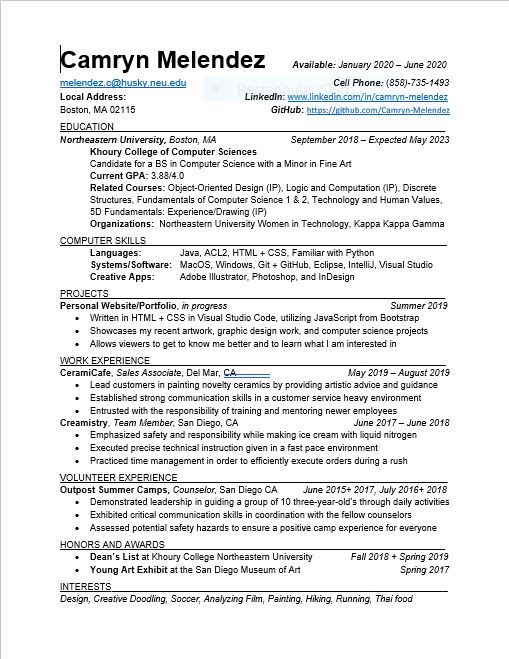 Camryn Melendez Available: January 2020 – June 2020
melendez.c@husky.neu.edu Cell Phone: (858)-735-1493
Local Address: LinkedIn: www.linkedin.com/in/camryn-melendez
Boston, MA 02115 GitHub: https://github.com/Camryn-Melendez
EDUCATION
Northeastern University, Boston, MA September 2018 – Expected May 2023
Khoury College of Computer Sciences
Candidate for a BS in Computer Science with a Minor in Fine Art
Current GPA: 3.88/4.0
Related Courses: Object-Oriented Design (IP), Logic and Computation (IP), Discrete
Structures, Fundamentals of Computer Science 1 & 2, Technology and Human Values,
5D Fundamentals: Experience/Drawing (IP)
Organizations: Northeastern University Women in Technology, Kappa Kappa Gamma
COMPUTER SKILLS
Languages: Java, ACL2, HTML + CSS, Familiar with Python
Systems/Software: MacOS, Windows, Git + GitHub, Eclipse, IntelliJ, Visual Studio
Creative Apps: Adobe Illustrator, Photoshop, and InDesign
PROJECTS
Personal Website/Portfolio, in progress Summer 2019
• Written in HTML + CSS in Visual Studio Code, utilizing JavaScript from Bootstrap
• Showcases my recent artwork, graphic design work, and computer science projects
• Allows viewers to get to know me better and to learn what I am interested in
WORK EXPERIENCE
CeramiCafe, Sales Associate, Del Mar, CA May 2019 – August 2019
• Lead customers in painting novelty ceramics by providing artistic advice and guidance
• Established strong communication skills in a customer service heavy environment
• Entrusted with the responsibility of training and mentoring newer employees
Creamistry, Team Member, San Diego, CA June 2017 – June 2018
• Emphasized safety and responsibility while making ice cream with liquid nitrogen
• Executed precise technical instruction given in a fast pace environment
• Practiced time management in order to efficiently execute orders during a rush
VOLUNTEER EXPERIENCE
Outpost Summer Camps, Counselor, San Diego CA June 2015+ 2017, July 2016+ 2018
• Demonstrated leadership in guiding a group of 10 three-year-old's through daily activities
• Exhibited critical communication skills in coordination with the fellow counselors
• Assessed potential safety hazards to ensure a positive camp experience for everyone
HONORS AND AWARDS
• Dean's List at Khoury College Northeastern University Fall 2018 + Spring 2019
• Young Art Exhibit at the San Diego Museum of Art Spring 2017
INTERESTS
Design, Creative Doodling, Soccer, Analyzing Film, Painting, Hiking, Running, Thai food